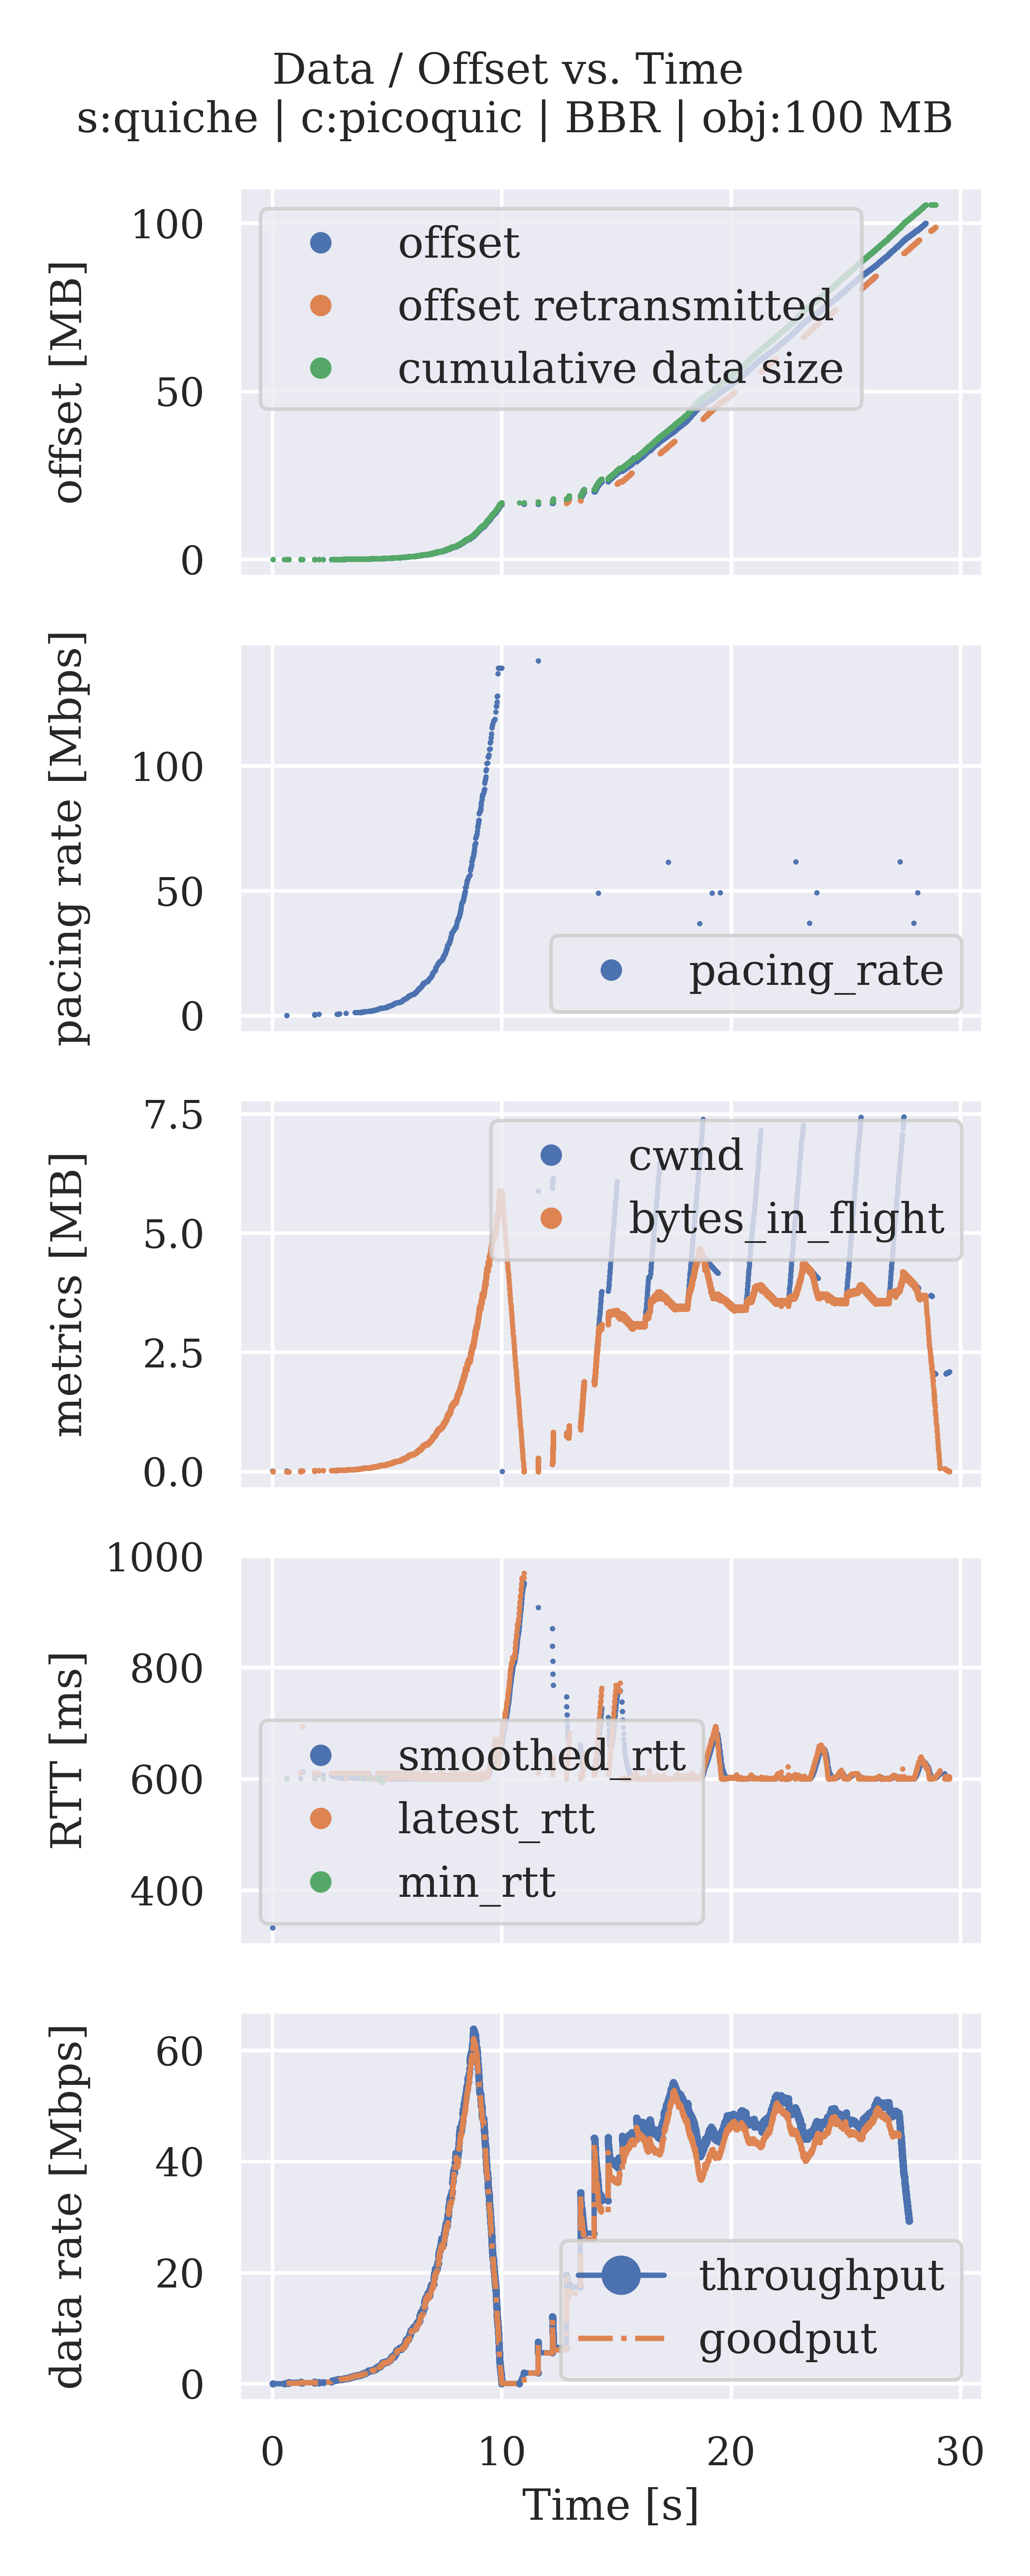 Data / Offset vs. Time
s:quiche | c:picoquic | BBR | obj:100 MB
offset [MB]
100
50
0
offset
offset retransmitted
cumulative data size
pacing rate [Mbps]
100
50
0
pacing_rate
metrics [MB]
7.5
5.0
2.5
0.0
cwnd
bytes_in_flight
RTT [ms]
1000
800
600
400
smoothed_rtt
latest_rtt
min_rtt
data rate [Mbps]
60
40
20
0
throughput
goodput
0 10 20 30
Time [s]